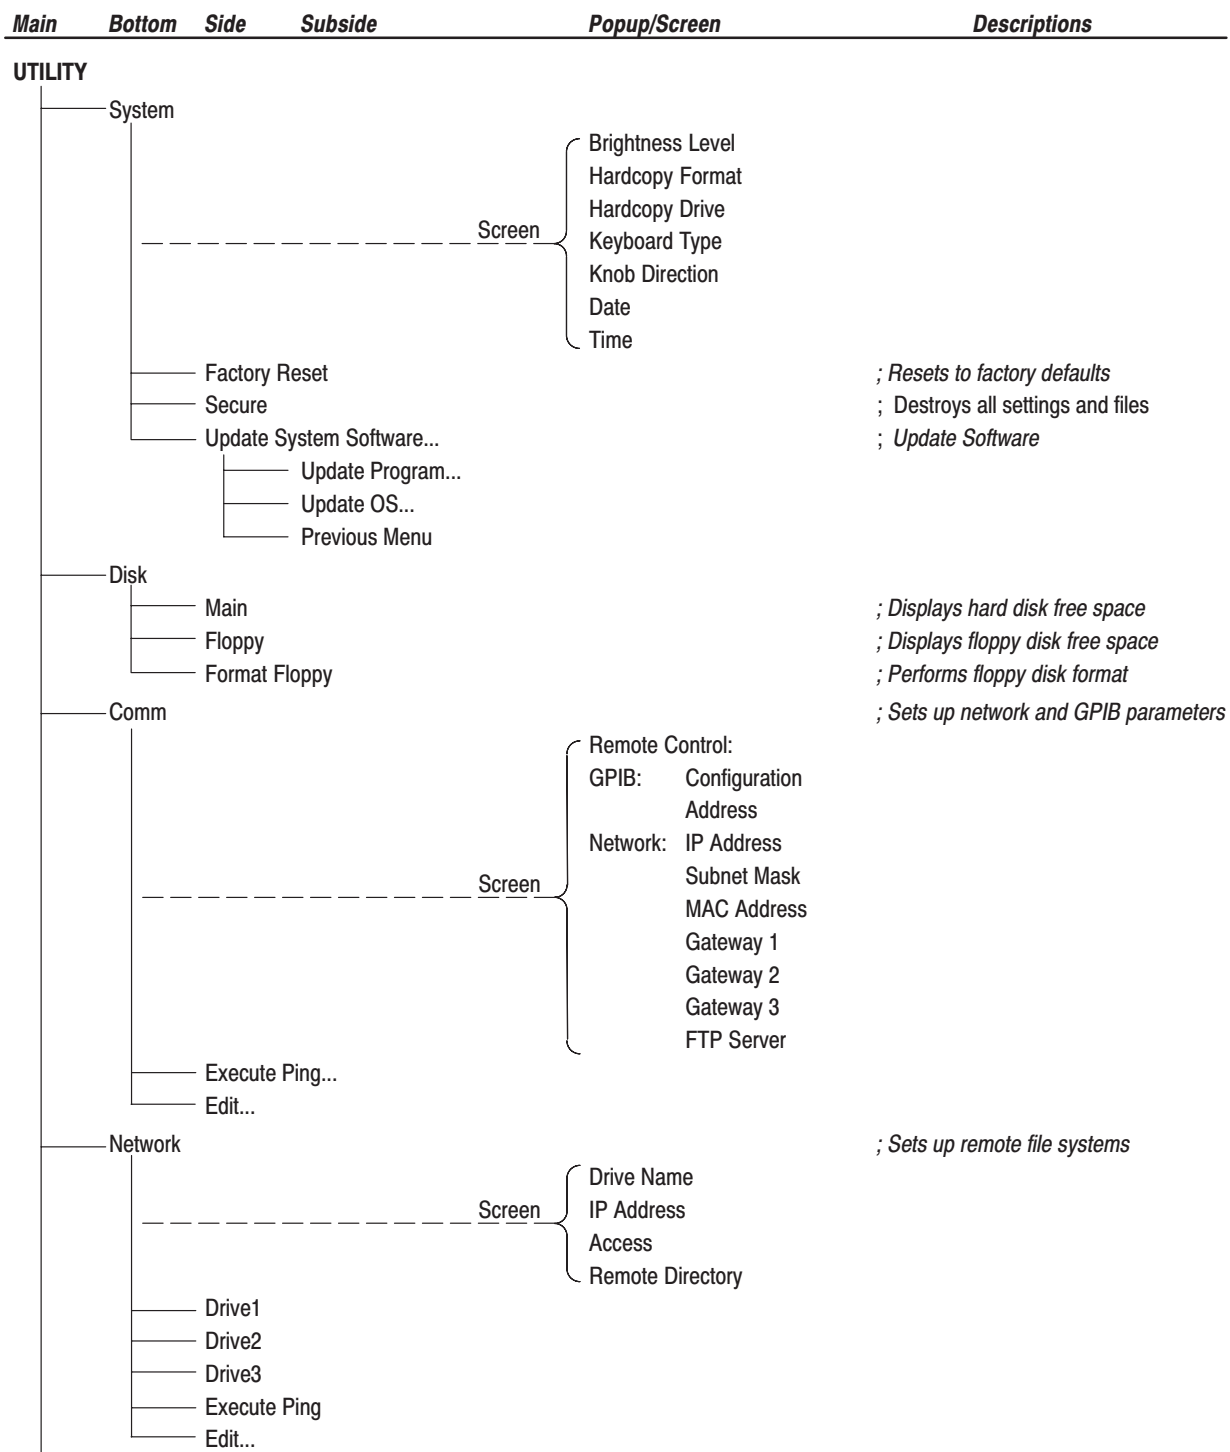 Main Bottom Side Subside Popup/Screen Descriptions
UTILITY
System
Brightness Level
Hardcopy Format
Hardcopy Drive
Screen
Keyboard Type
Knob Direction
Date
Time
Factory Reset ; Resets to factory defaults
Secure ; Destroys all settings and files
Update System Software... ; Update Software
Update Program...
Update OS...
Previous Menu
Disk
Main ; Displays hard disk free space
Floppy ; Displays floppy disk free space
Format Floppy ; Performs floppy disk format
Comm ; Sets up network and GPIB parameters
Remote Control:
GPIB: Configuration
Address
Network: IP Address
Subnet Mask
Screen
MAC Address
Gateway 1
Gateway 2
Gateway 3
FTP Server
Execute Ping...
Edit...
Network ; Sets up remote file systems
Drive Name
Screen IP Address
Access
Remote Directory
Drive1
Drive2
Drive3
Execute Ping
Edit...